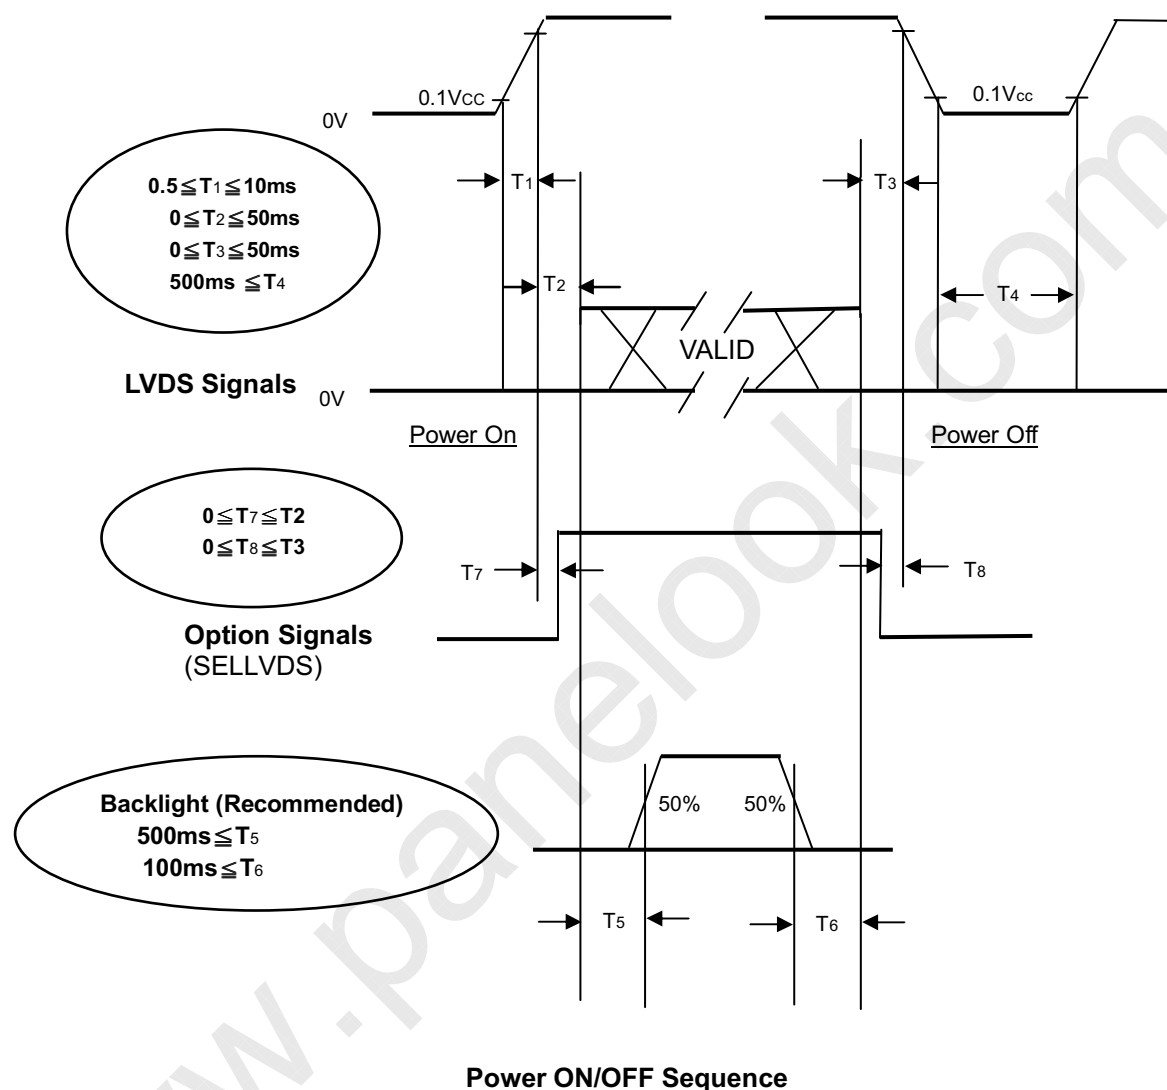 0.1Vcc
0.1Vcc
0V
0.5≦T1≦10ms
0≦T2≦50ms
0≦T3≦50ms
500ms ≦T4
T1
T3
T2
T4
VALID
LVDS Signals
0V
Power On
Power Off
0≦T7≦T2
0≦T8≦T3
T7
T8
Option Signals
(SELLVDS)
Backlight (Recommended)
500ms≦T5
100ms≦T6
50%
50%
T5
T6
Power ON/OFF Sequence
w.panelook.com